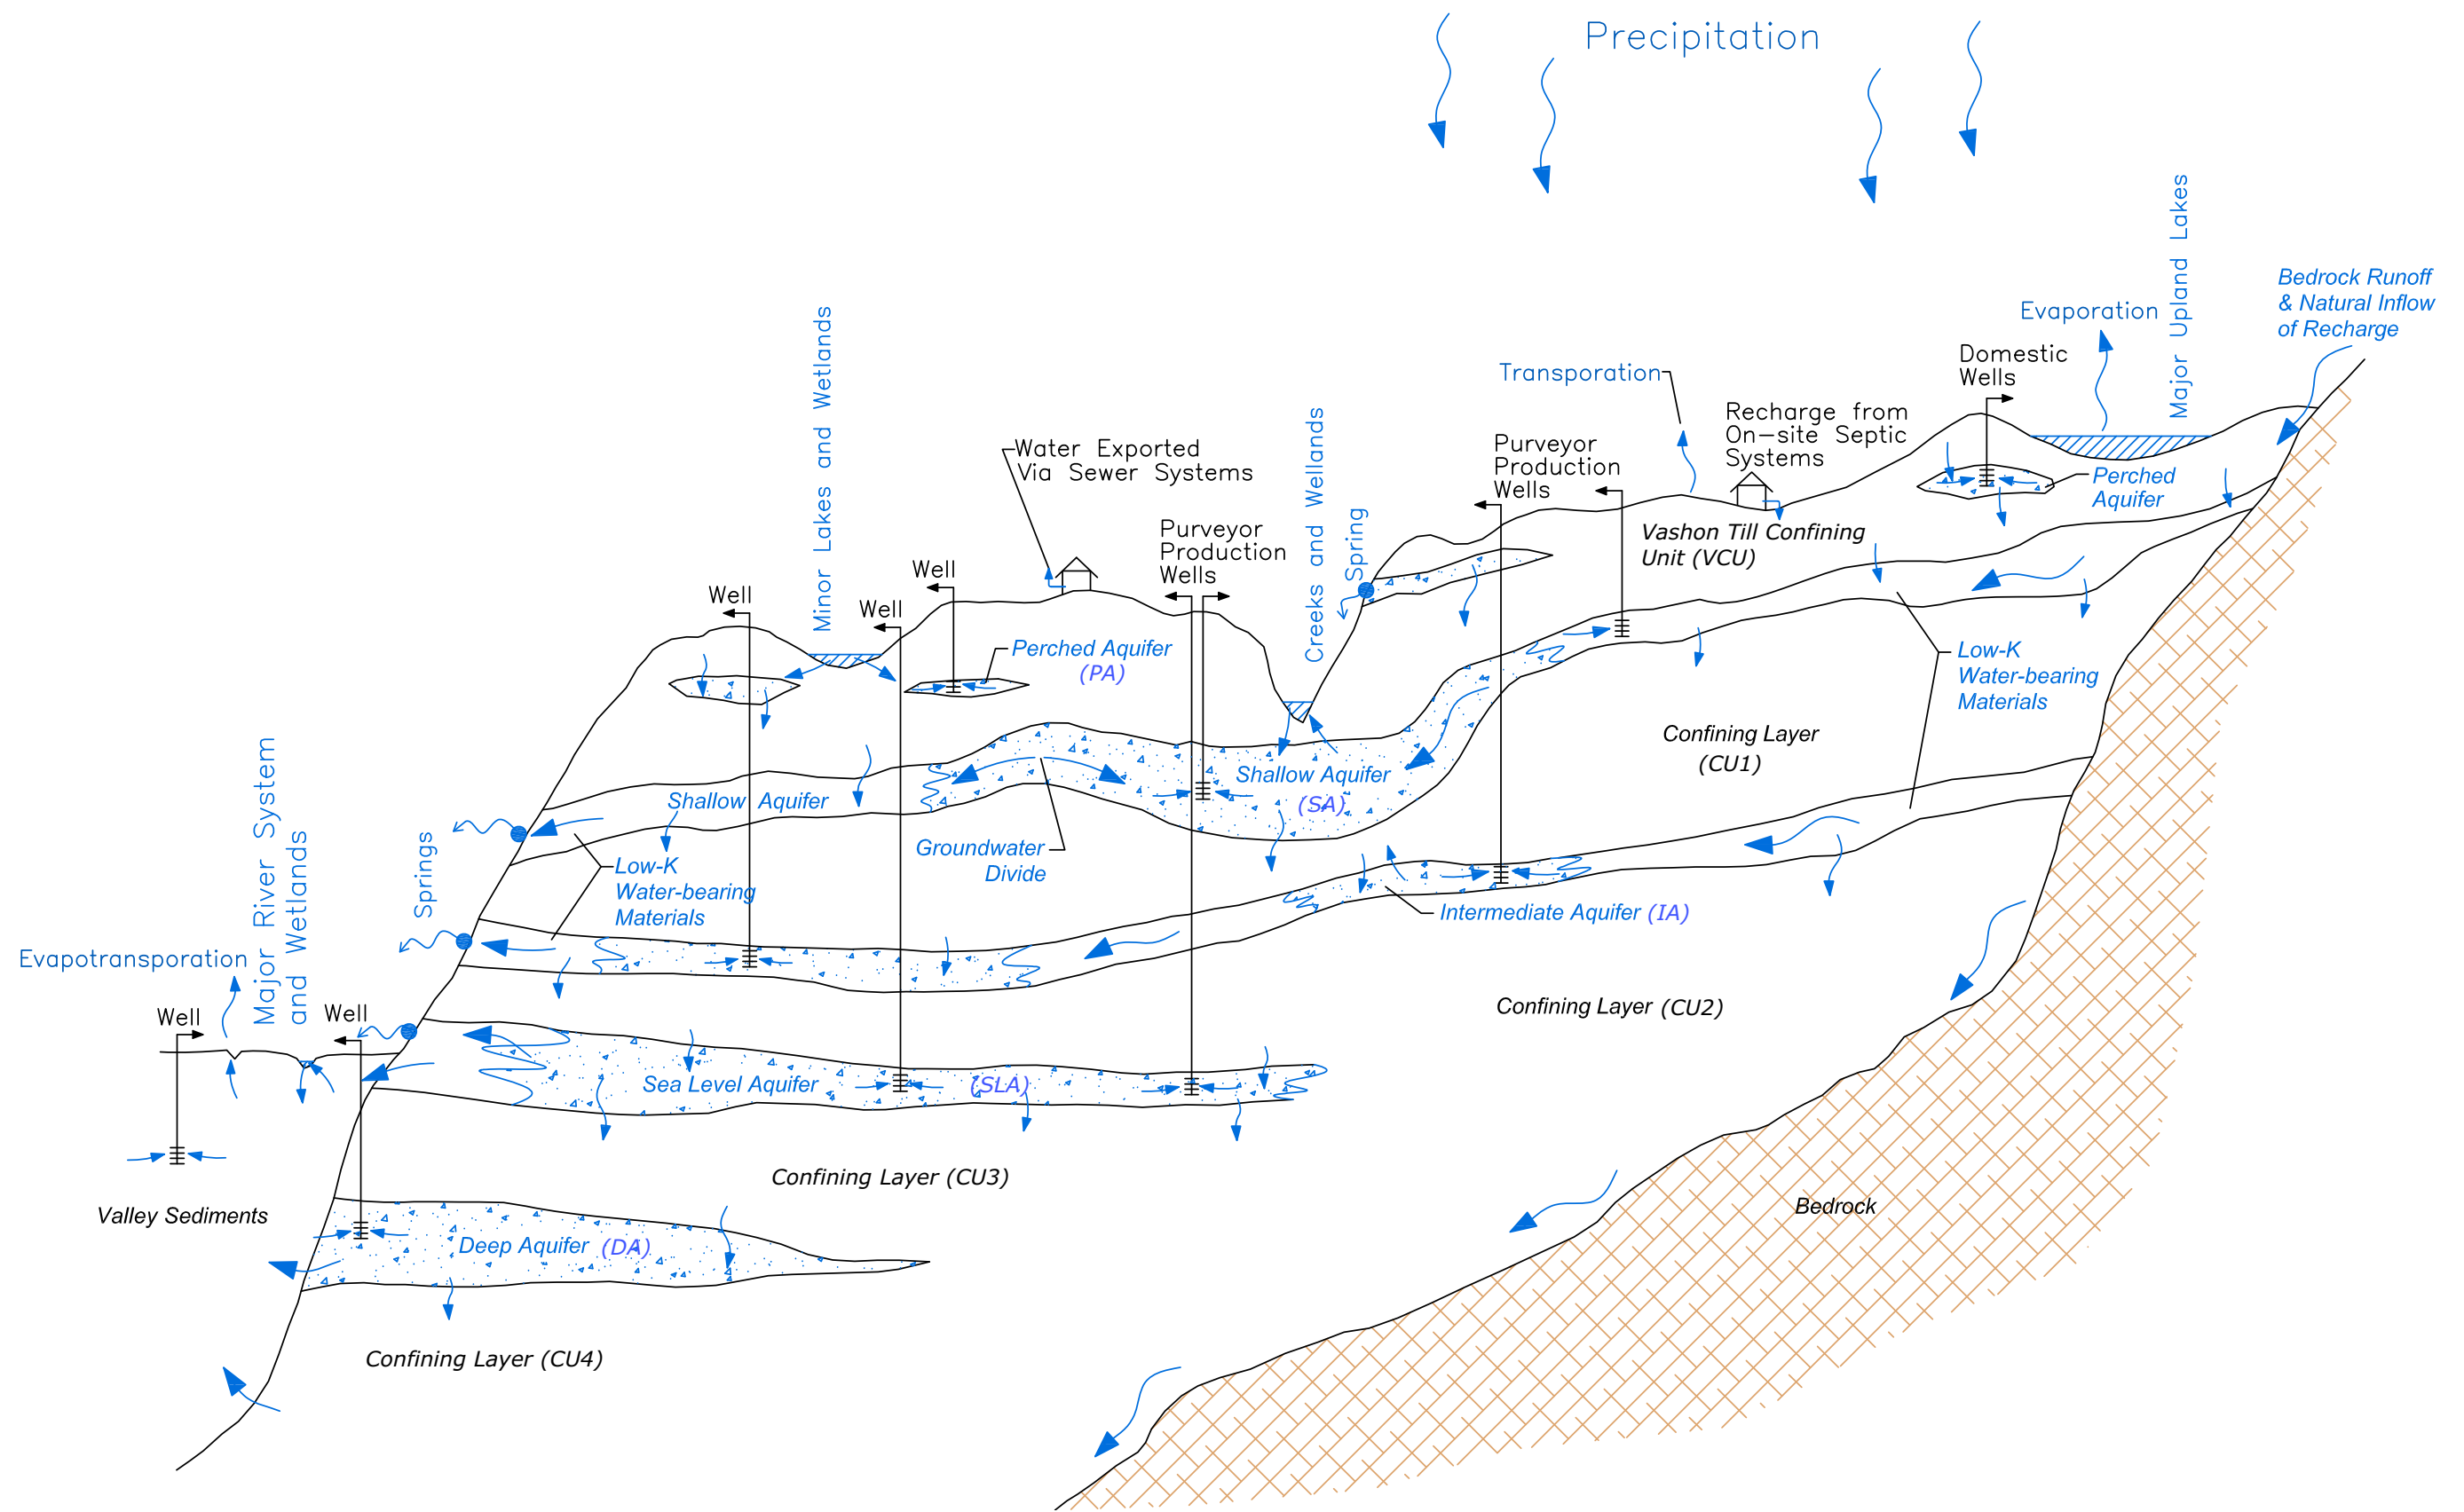 Precipitation
Major Upland Lakes
Bedrock Runoff
& Natural Inflow
of Recharge
Evaporation
Minor Lakes and Wetlands
Domestic
Wells
Transporation
Creeks and Wellands
Recharge from
On-site Septic
Systems
Purveyor
Production
Wells
Water Exported
Via Sewer Systems
Perched
Aquifer
Spring
Purveyor
Production
Wells
Vashon Till Confining
Unit (VCU)
Well
Well
Well
Perched Aquifer
(PA)
Low-K
Water-bearing
Materials
Confining Layer
(CU1)
Major River System
and Wetlands
Shallow Aquifer
(SA)
Shallow Aquifer
Springs
Groundwater
Divide
Low-K
Water-bearing
Materials
Intermediate Aquifer (IA)
Evapotransporation
Confining Layer (CU2)
Well
Well
Sea Level Aquifer (SLA)
Confining Layer (CU3)
Bedrock
Valley Sediments
Deep Aquifer (DA)
Confining Layer (CU4)